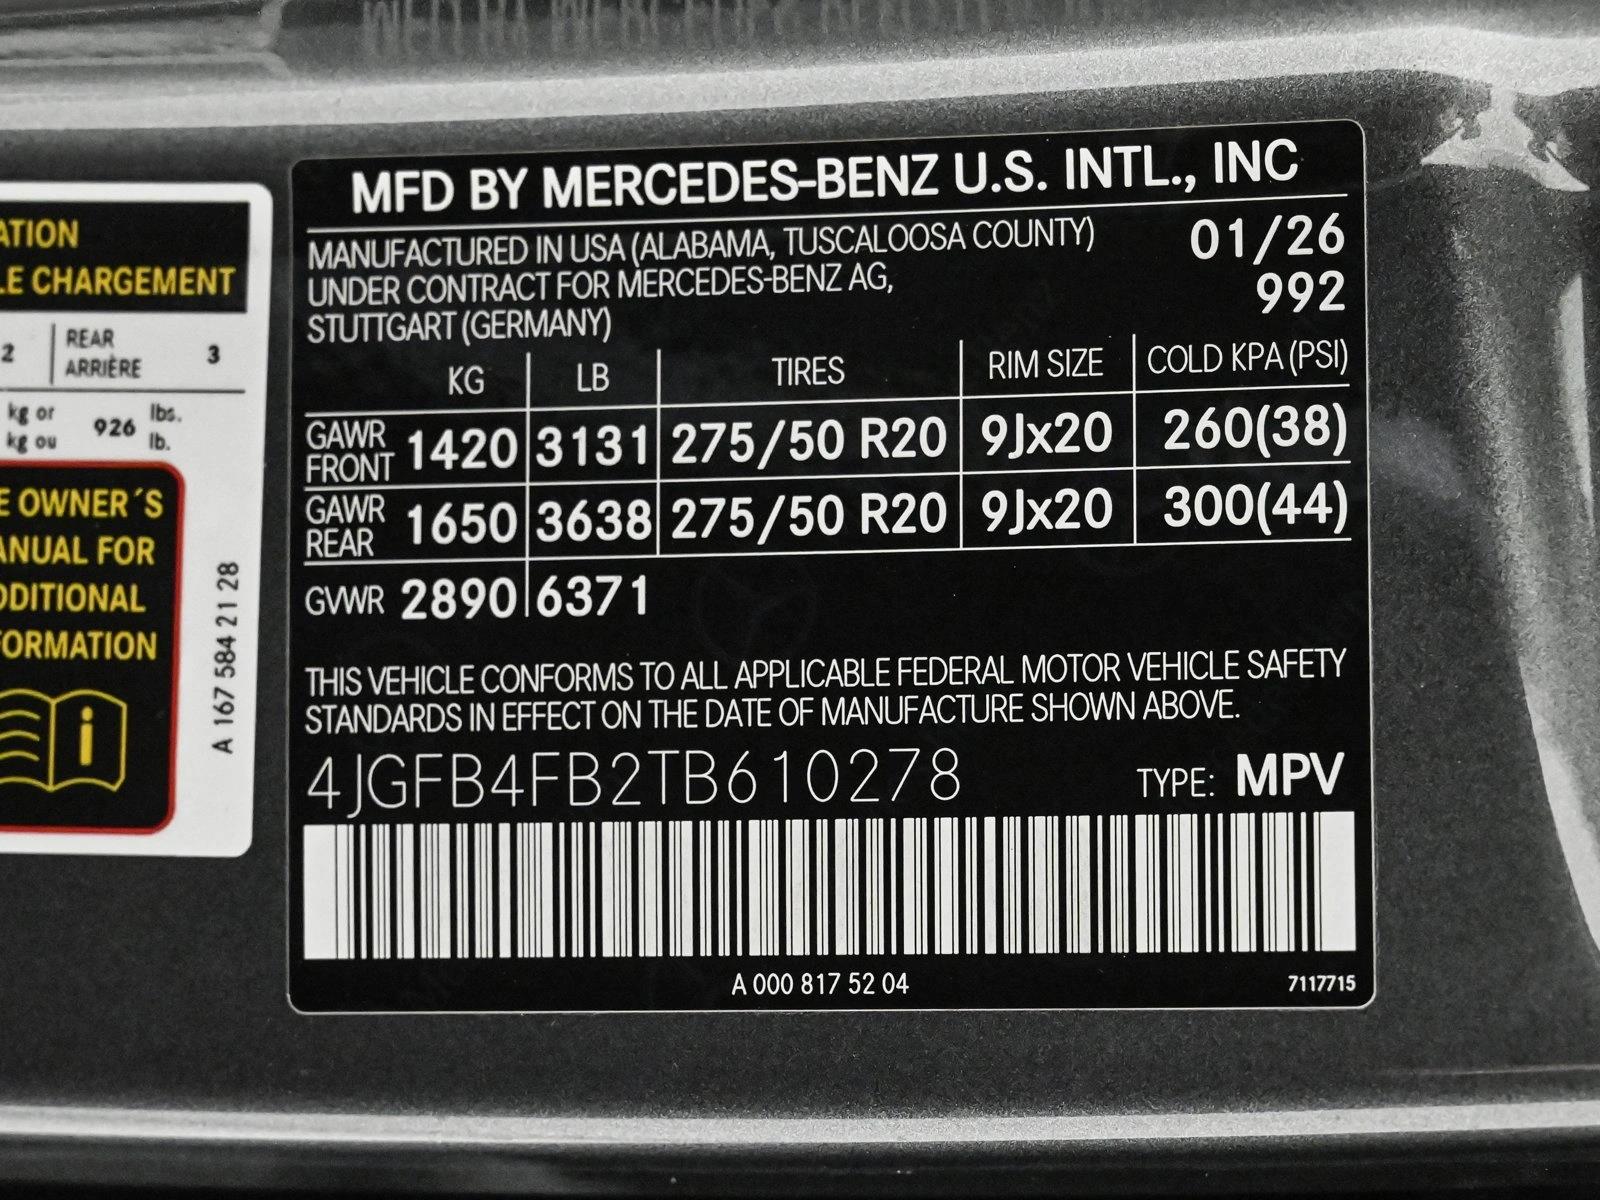 ATION
LE CHARGEMENT
2 REAR ARRIÈRE 3
kg or kg ou 926 lbs. lb.
E OWNER´S
ANUAL FOR
DDITIONAL
FORMATION
A 167 584 21 28
MFD BY MERCEDES-BENZ U.S. INTL., INC
MANUFACTURED IN USA (ALABAMA, TUSCALOOSA COUNTY) 01/26
UNDER CONTRACT FOR MERCEDES-BENZ AG, 992
STUTTGART (GERMANY)
KG LB TIRES RIM SIZE COLD KPA (PSI)
GAWR FRONT 1420 3131 275/50 R20 9Jx20 260(38)
GAWR REAR 1650 3638 275/50 R20 9Jx20 300(44)
GVWR 2890 6371
THIS VEHICLE CONFORMS TO ALL APPLICABLE FEDERAL MOTOR VEHICLE SAFETY
STANDARDS IN EFFECT ON THE DATE OF MANUFACTURE SHOWN ABOVE.
4JGFB4FB2TB610278 TYPE: MPV
A 000 817 52 04 7117715